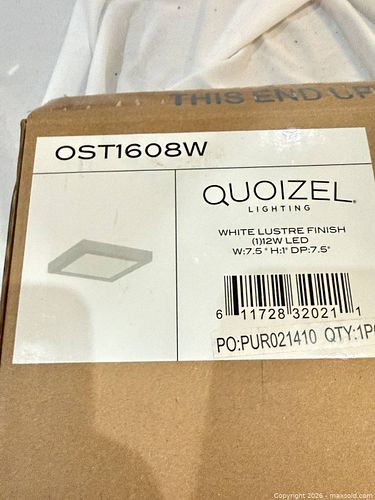 THIS END UP
OST1608W
QUOIZEL®
LIGHTING
WHITE LUSTRE FINISH
(1)12W LED
W:7.5" H:1" DP:7.5"
6 11728 32021 1
PO:PUR021410 QTY:1P
Copyright 2026 - maxsold.com